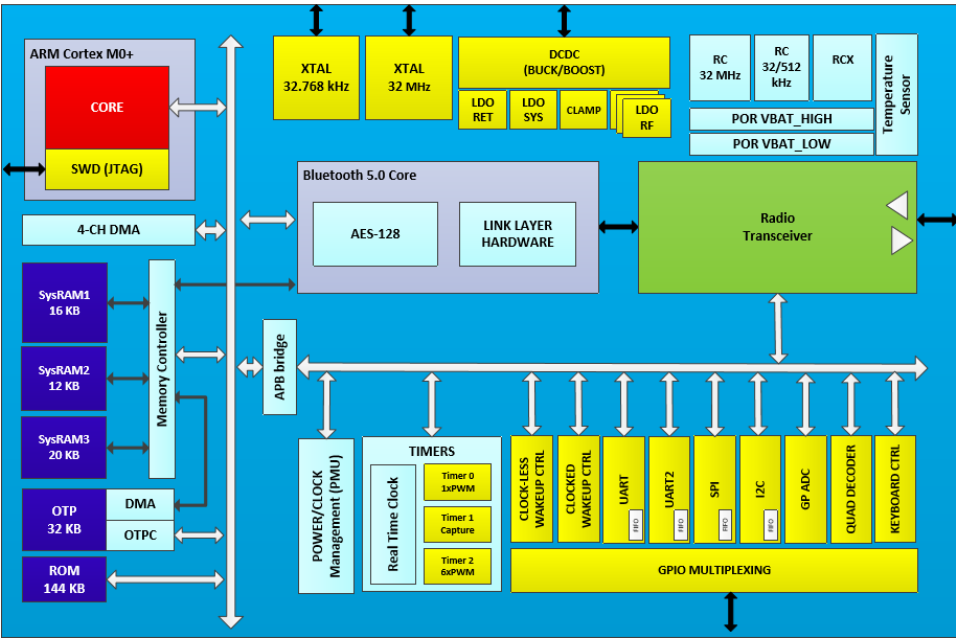 ARM Cortex M0+
CORE
SWD (JTAG)
XTAL
32.768 kHz
XTAL
32 MHz
DCDC
(BUCK/BOOST)
LDO
RET
LDO
SYS
CLAMP
LDO
RF
RC
32 MHz
RC
32/512
kHz
RCX
POR VBAT_HIGH
POR VBAT_LOW
Temperature
Sensor
4-CH DMA
Bluetooth 5.0 Core
AES-128
LINK LAYER
HARDWARE
Radio
Transceiver
SysRAM1
16 KB
SysRAM2
12 KB
SysRAM3
20 KB
Memory Controller
OTP
32 KB
DMA
OTPC
ROM
144 KB
APB bridge
POWER/CLOCK
Management (PMU)
TIMERS
Real Time Clock
Timer 0
1xPWM
Timer 1
Capture
Timer 2
6xPWM
CLOCK-LESS
WAKEUP CTRL
CLOCKED
WAKEUP CTRL
UART
FIFO
UART2
FIFO
SPI
FIFO
I2C
FIFO
GP ADC
QUAD DECODER
KEYBOARD CTRL
GPIO MULTIPLEXING